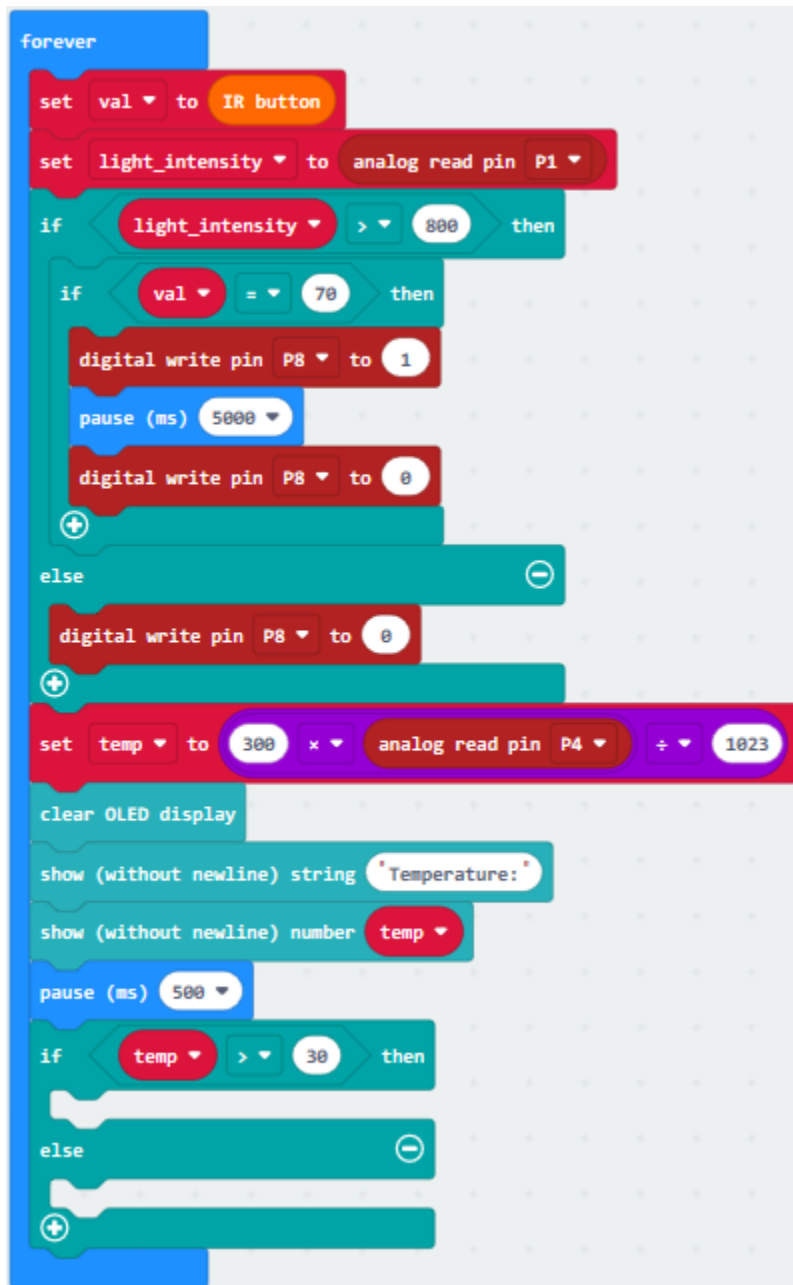 forever
set val to IR button
set light_intensity to analog read pin P1
if light_intensity > 800 then
if val = 70 then
digital write pin P8 to 1
pause (ms) 5000
digital write pin P8 to 0
else
digital write pin P8 to 0
set temp to 300 × analog read pin P4 ÷ 1023
clear OLED display
show (without newline) string "Temperature:"
show (without newline) number temp
pause (ms) 500
if temp > 30 then
else